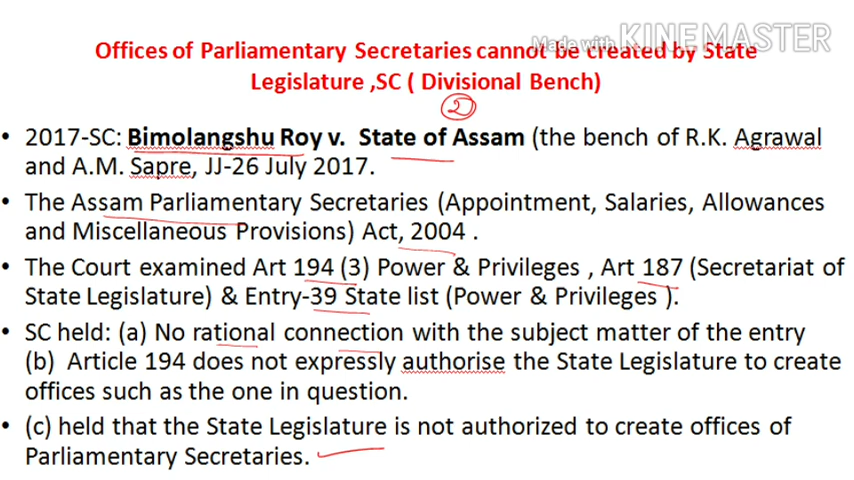 Made with KINEMASTER
Offices of Parliamentary Secretaries cannot be created by State
Legislature ,SC ( Divisional Bench)
2
• 2017-SC: Bimolangshu Roy v. State of Assam (the bench of R.K. Agrawal
and A.M. Sapre, JJ-26 July 2017.
• The Assam Parliamentary Secretaries (Appointment, Salaries, Allowances
and Miscellaneous Provisions) Act, 2004 .
• The Court examined Art 194 (3) Power & Privileges , Art 187 (Secretariat of
State Legislature) & Entry-39 State list (Power & Privileges ).
• SC held: (a) No rational connection with the subject matter of the entry
(b) Article 194 does not expressly authorise the State Legislature to create
offices such as the one in question.
• (c) held that the State Legislature is not authorized to create offices of
Parliamentary Secretaries.